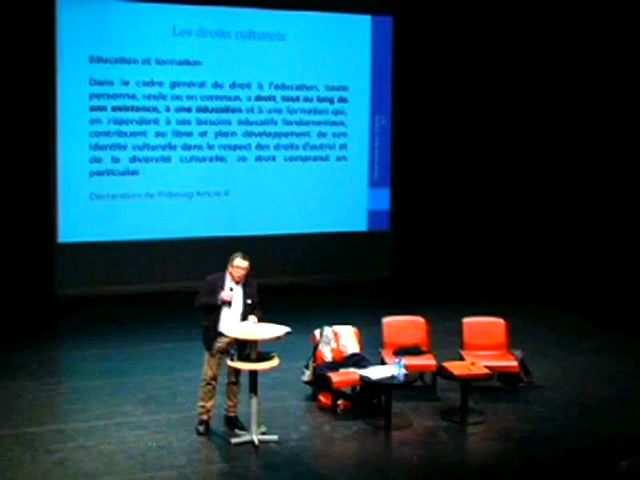 Les droits culturels
Education et formation
Dans le cadre général du droit à l'éducation, toute
personne, seule ou en commun, a droit, tout au long de
son existence, à une éducation et à une formation qui,
en répondant à ses besoins éducatifs fondamentaux,
contribuent au libre et plein développement de son
identité culturelle dans le respect des droits d'autrui et
de la diversité culturelle; ce droit comprend en
particulier
Déclaration de Fribourg Article 6